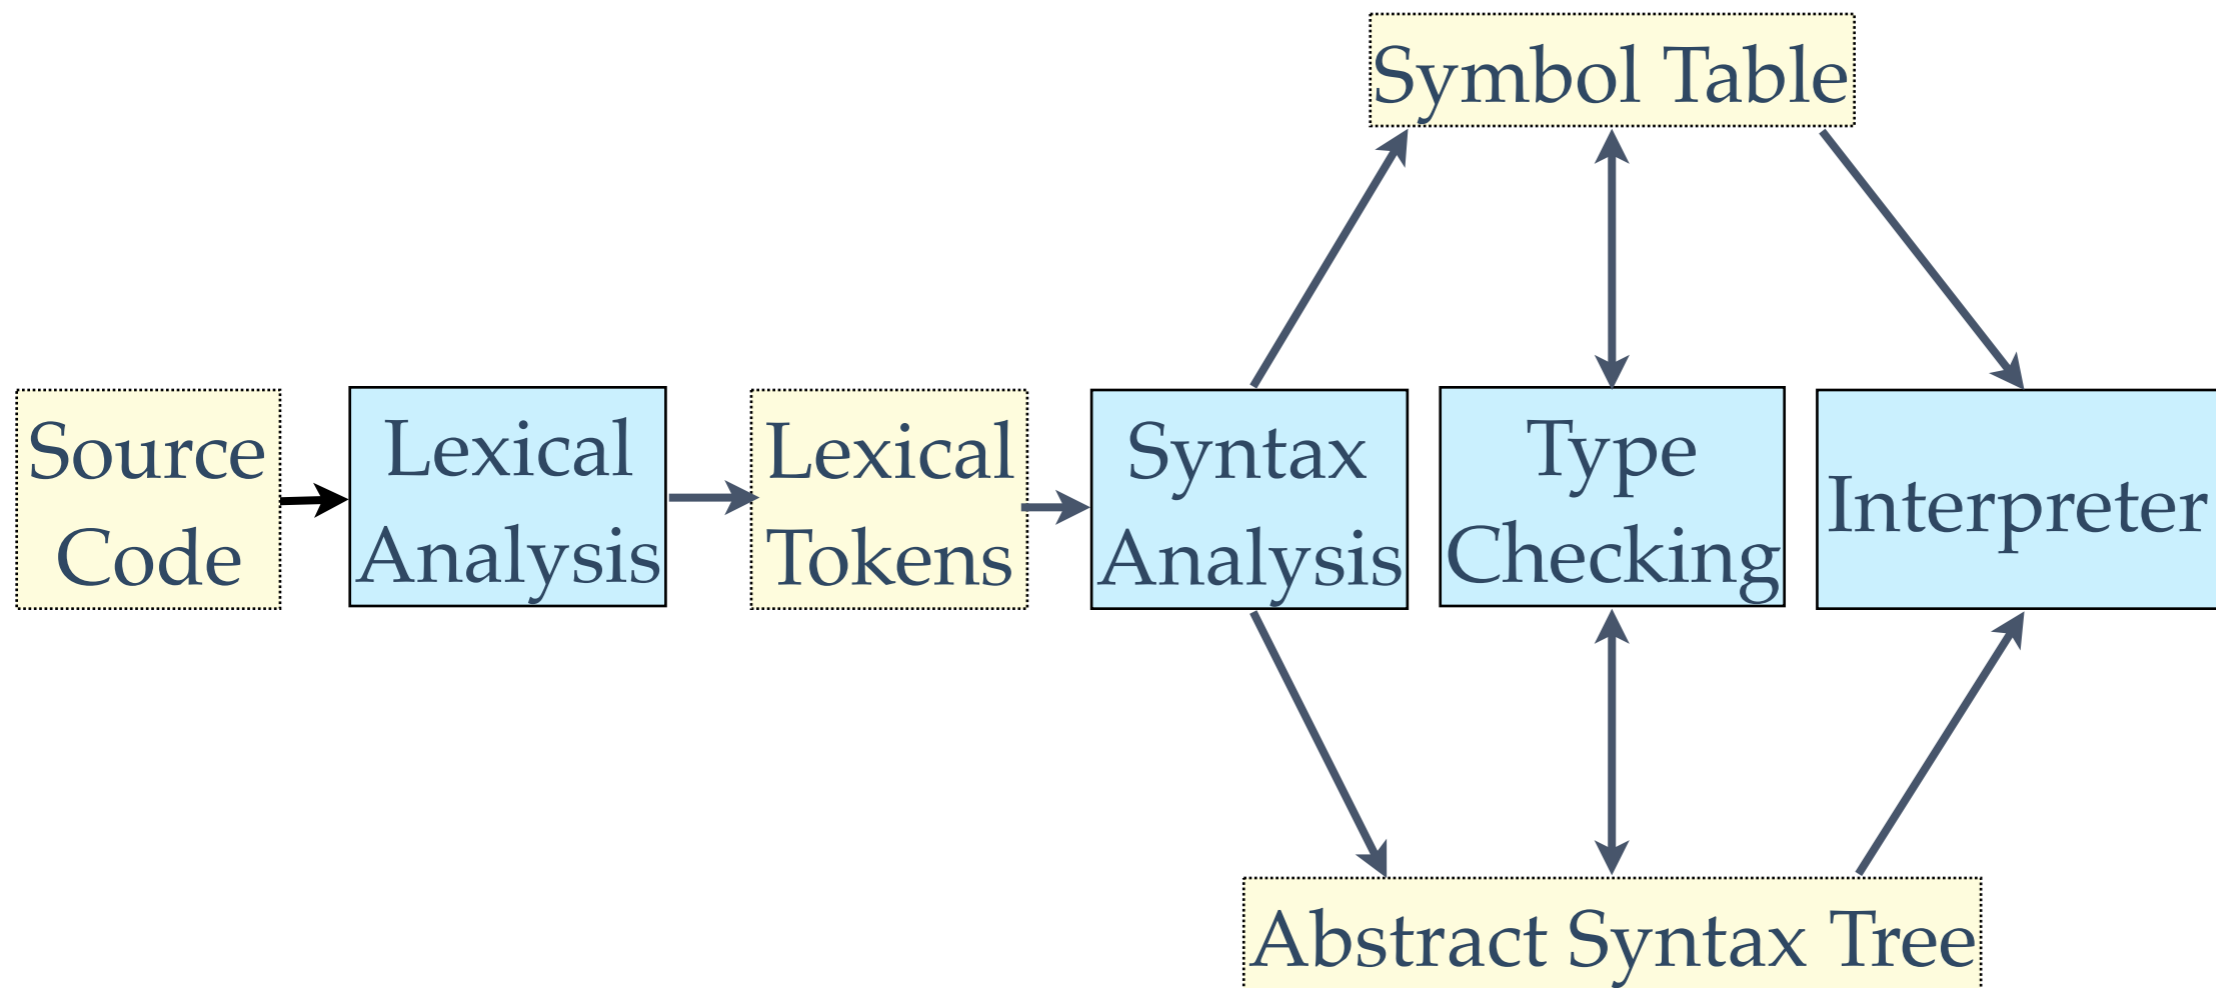 Symbol Table
Source
Code
Lexical
Analysis
Lexical
Tokens
Syntax
Analysis
Type
Checking
Interpreter
Abstract Syntax Tree